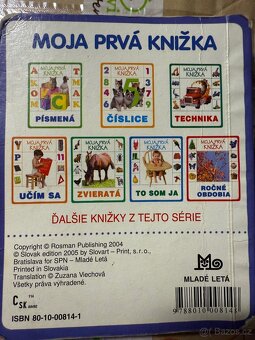 MOJA PRVÁ KNIŽKA
MOJA PRVÁ KNIŽKA
PÍSMENÁ
MOJA PRVÁ KNIŽKA
ČÍSLICE
MOJA PRVÁ KNIŽKA
TECHNIKA
MOJA PRVÁ KNIŽKA
UČÍM SA
MOJA PRVÁ KNIŽKA
ZVIERATÁ
MOJA PRVÁ KNIŽKA
TO SOM JA
MOJA PRVÁ KNIŽKA
ROČNÉ OBDOBIA
ĎALŠIE KNIŽKY Z TEJTO SÉRIE
Copyright © Rosman Publishing 2004
© Slovak edition 2005 by Slovart – Print, s.r.o.,
Bratislava for SPN – Mladé Letá
Printed in Slovakia
Translation © Zuzana Viechová
Všetky práva vyhradené.
MLADÉ LETÁ
ISBN 80-10-00814-1
9788010008148
Bazoš.cz